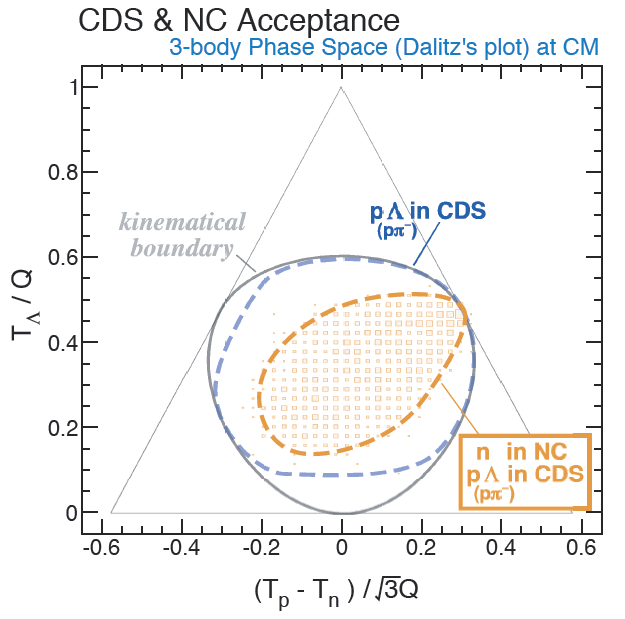 CDS & NC Acceptance
3-body Phase Space (Dalitz's plot) at CM
1
0.8
0.6
0.4
0.2
0
T_Λ / Q
kinematical
boundary
pΛ in CDS
(pπ⁻)
n in NC
pΛ in CDS
(pπ⁻)
-0.6 -0.4 -0.2 0 0.2 0.4 0.6
(T_p - T_n) / √3Q